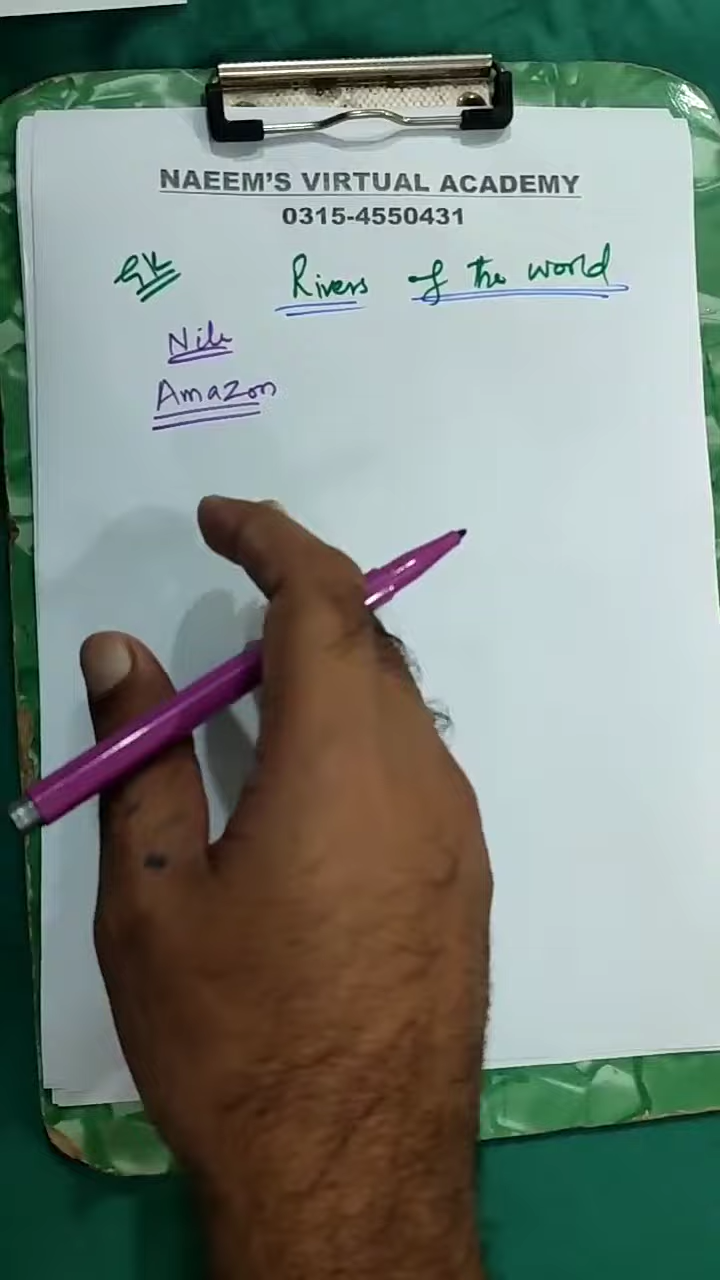 NAEEM'S VIRTUAL ACADEMY
0315-4550431
GK Rivers of the world
Nile
Amazon